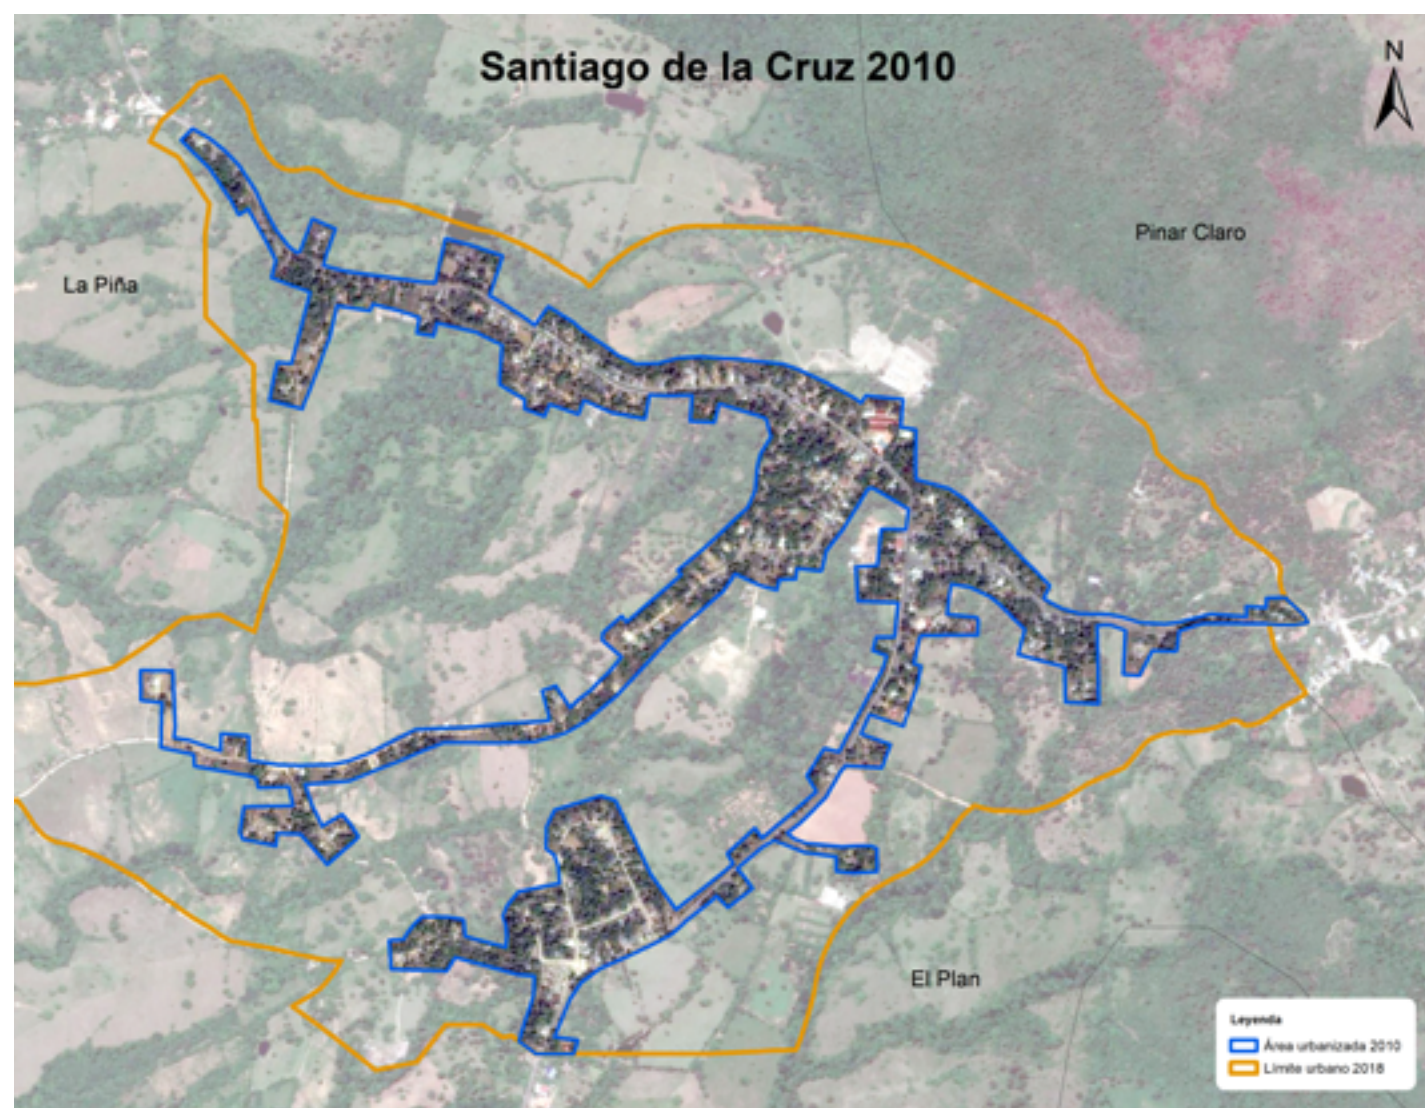 Santiago de la Cruz 2010
N
Pinar Claro
La Piña
El Plan
Leyenda
Área urbanizada 2010
Límite urbano 2018